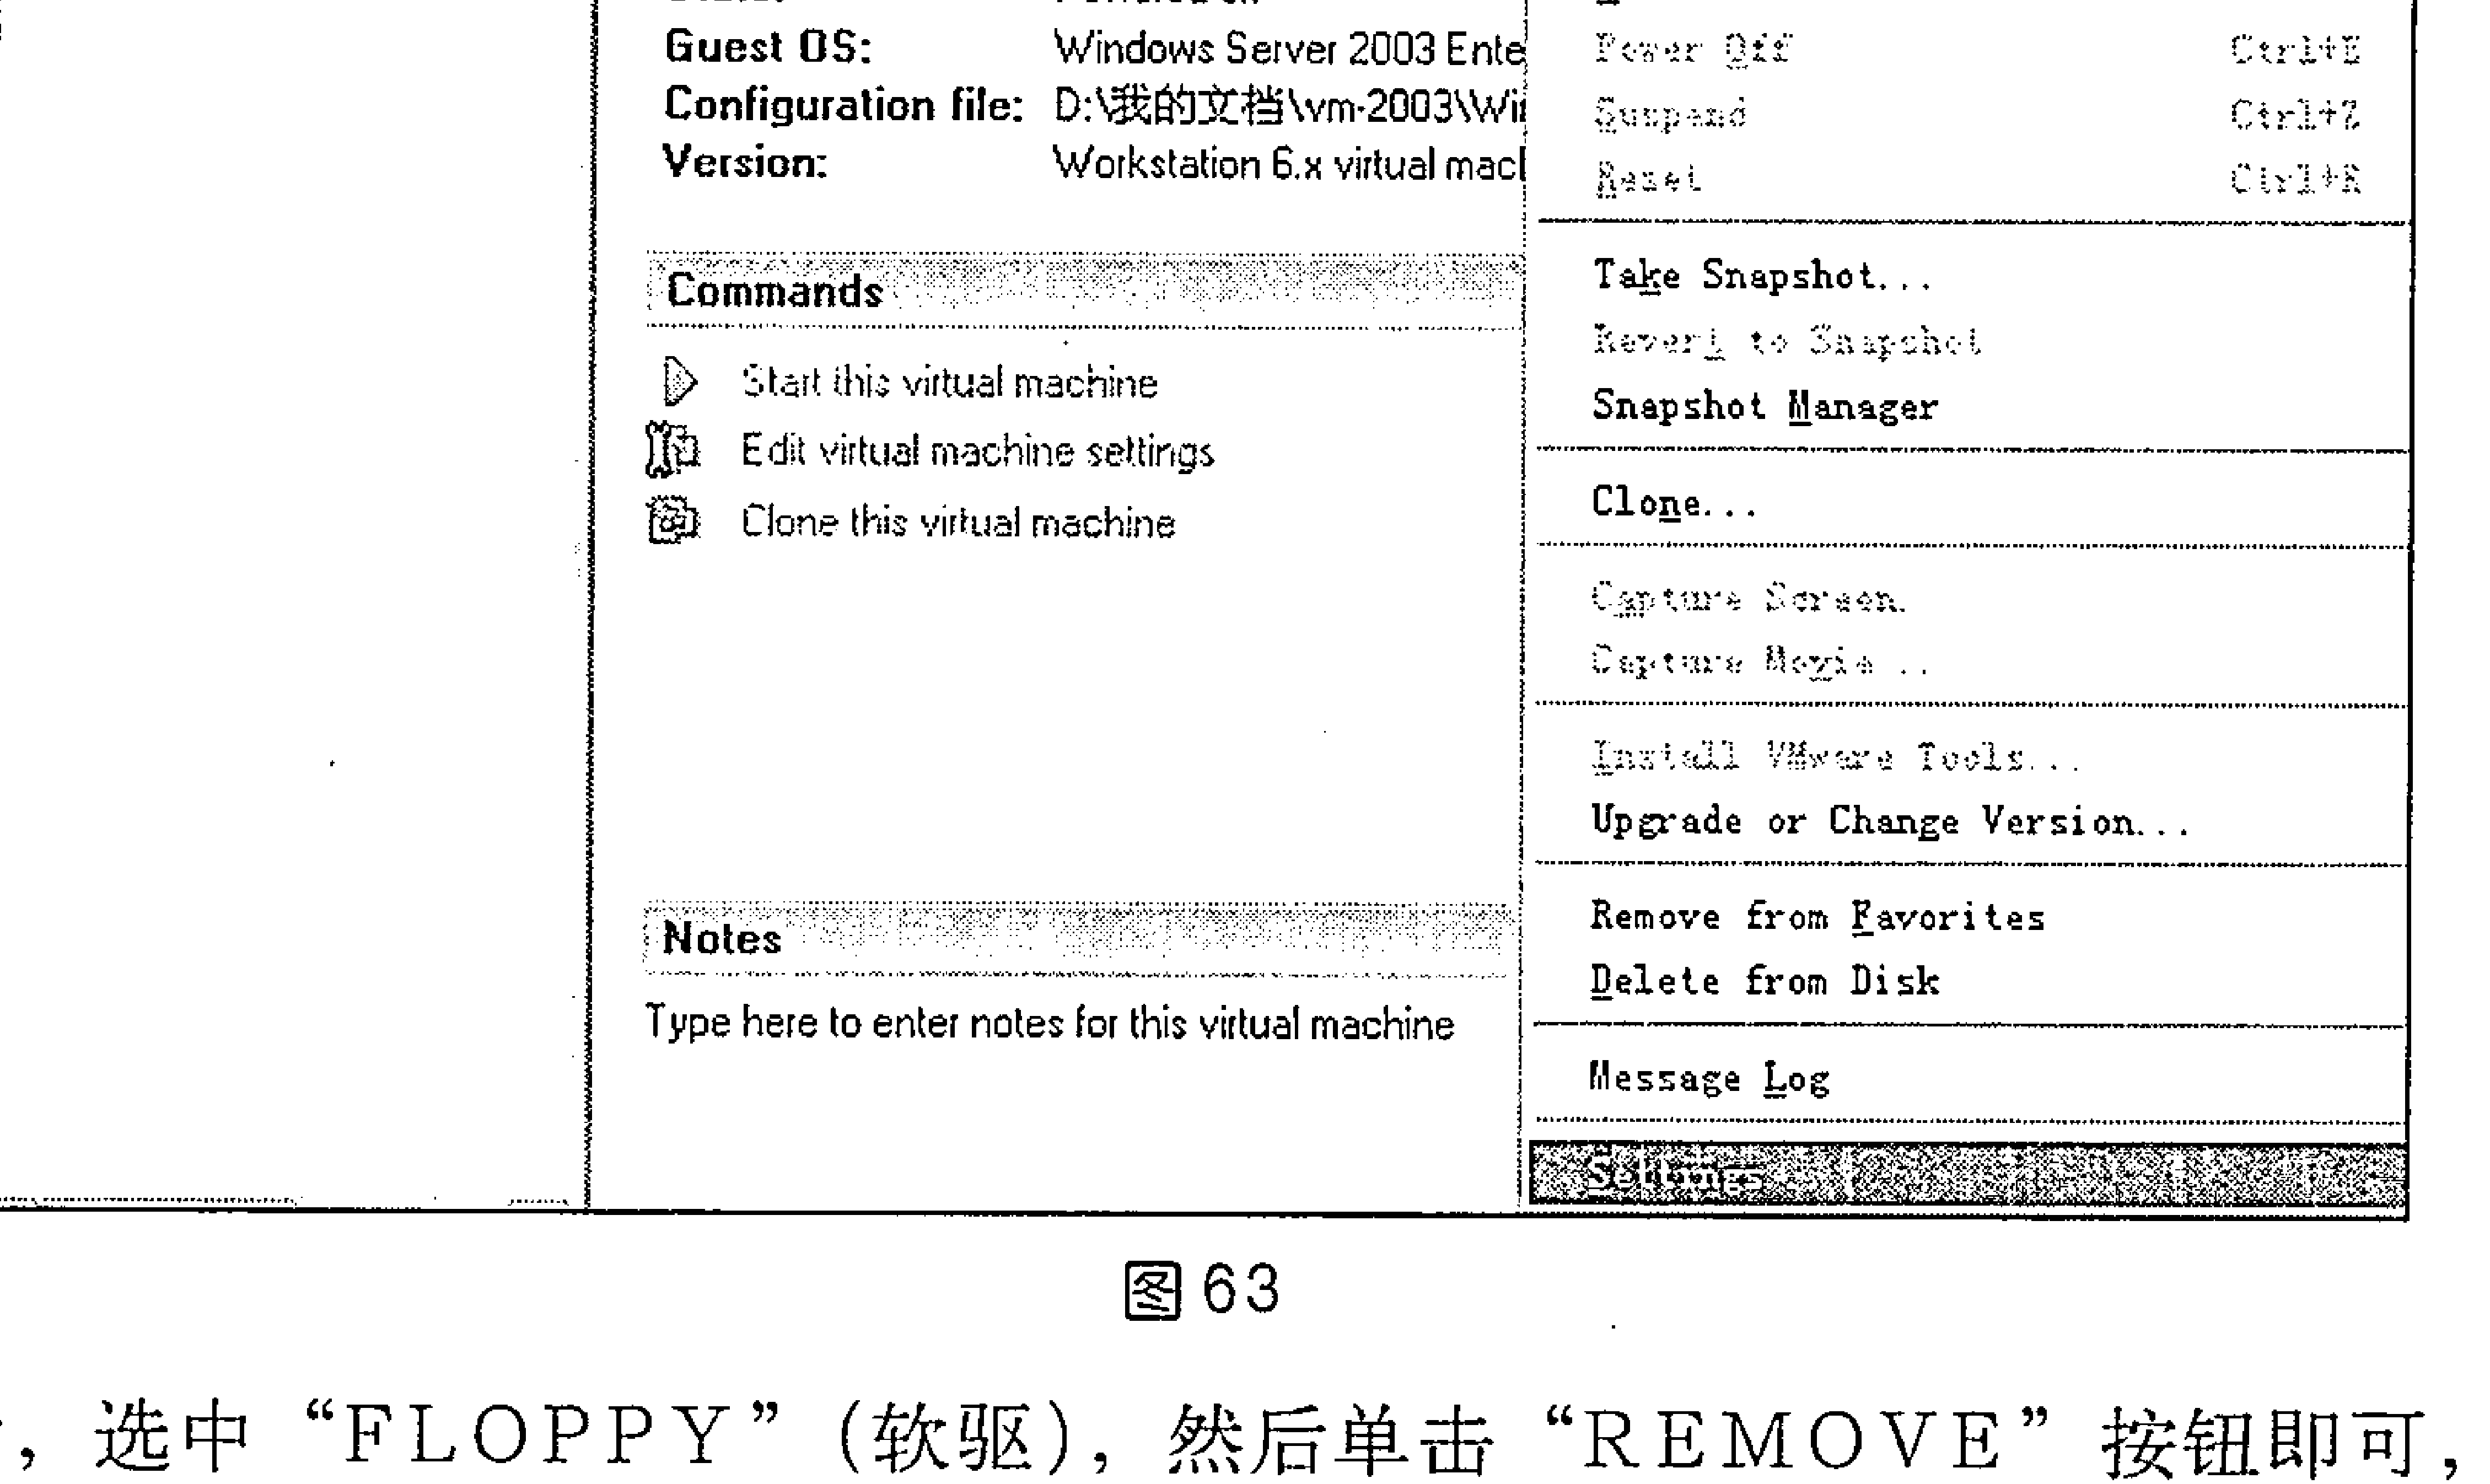 Guest OS: Windows Server 2003 Ente
Configuration file: D:\我的文档\vm-2003\Wi
Version: Workstation 6.x virtual mac
Commands
Start this virtual machine
Edit virtual machine settings
Clone this virtual machine
Notes
Type here to enter notes for this virtual machine
Power Off Ctrl+E
Suspend Ctrl+Z
Reset Ctrl+R
Take Snapshot...
Revert to Snapshot
Snapshot Manager
Clone...
Capture Screen.
Capture Movie ..
Install VMware Tools...
Upgrade or Change Version...
Remove from Favorites
Delete from Disk
Message Log
Settings
图 63
，选中“FLOPPY”(软驱)，然后单击“REMOVE”按钮即可，